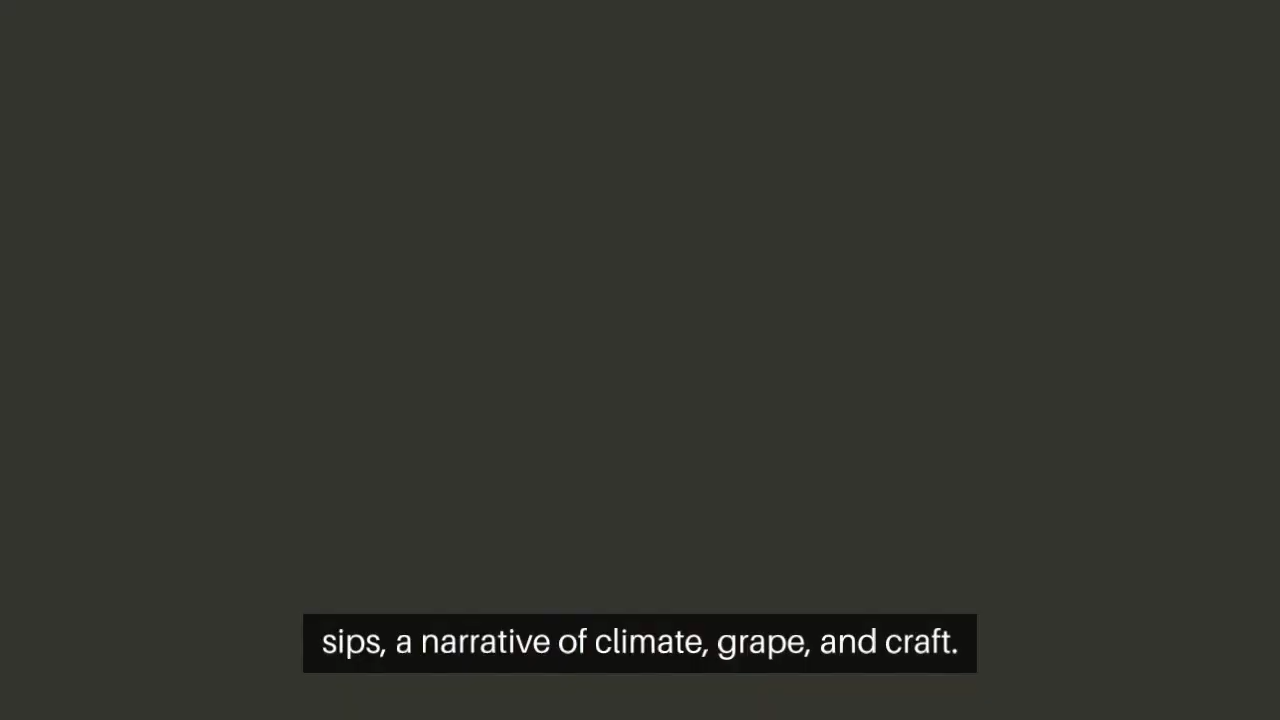 sips, a narrative of climate, grape, and craft.